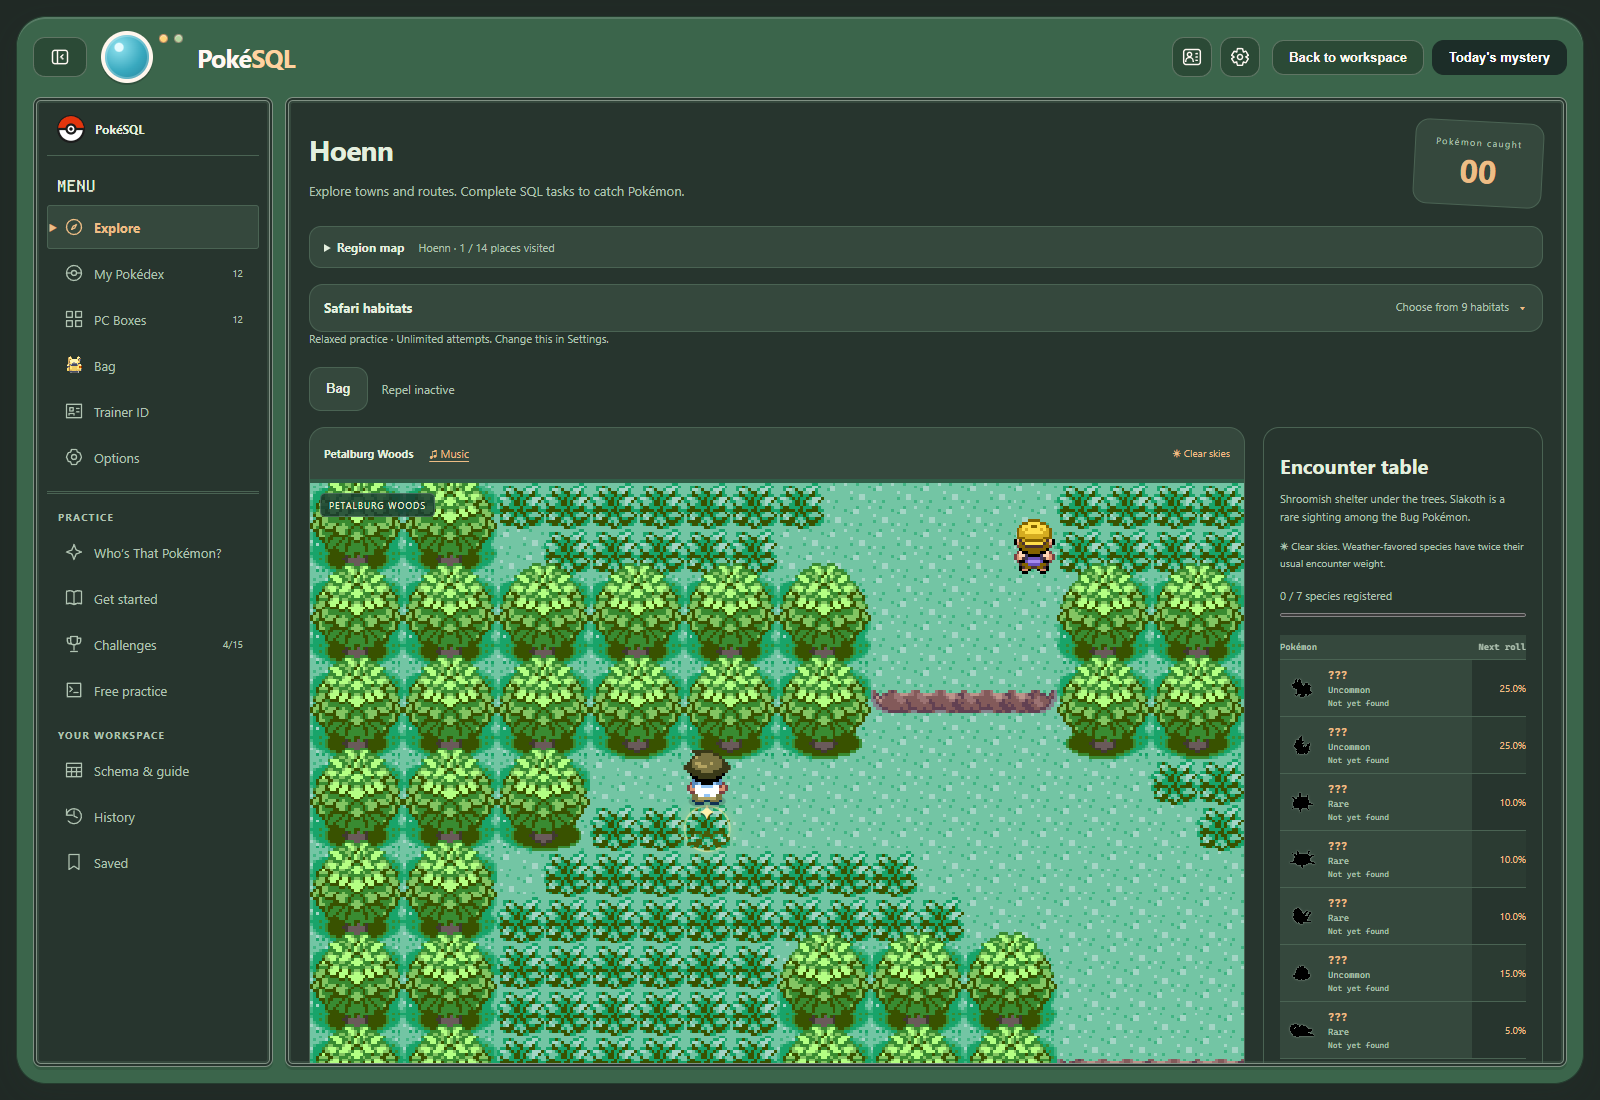 PokéSQL
Back to workspace
Today's mystery
PokéSQL
MENU
Explore
My Pokédex 12
PC Boxes 12
Bag
Trainer ID
Options
PRACTICE
Who's That Pokémon?
Get started
Challenges 4/15
Free practice
YOUR WORKSPACE
Schema & guide
History
Saved
Hoenn
Explore towns and routes. Complete SQL tasks to catch Pokémon.
Pokémon caught
00
Region map Hoenn · 1 / 14 places visited
Safari habitats Choose from 9 habitats
Relaxed practice · Unlimited attempts. Change this in Settings.
Bag Repel inactive
Petalburg Woods ♫ Music ☀ Clear skies
PETALBURG WOODS
Encounter table
Shroomish shelter under the trees. Slakoth is a
rare sighting among the Bug Pokémon.
☀ Clear skies. Weather-favored species have twice their
usual encounter weight.
0 / 7 species registered
Pokémon Next roll
???
Uncommon 25.0%
Not yet found
???
Uncommon 25.0%
Not yet found
???
Rare 10.0%
Not yet found
???
Rare 10.0%
Not yet found
???
Rare 10.0%
Not yet found
???
Uncommon 15.0%
Not yet found
???
Rare 5.0%
Not yet found